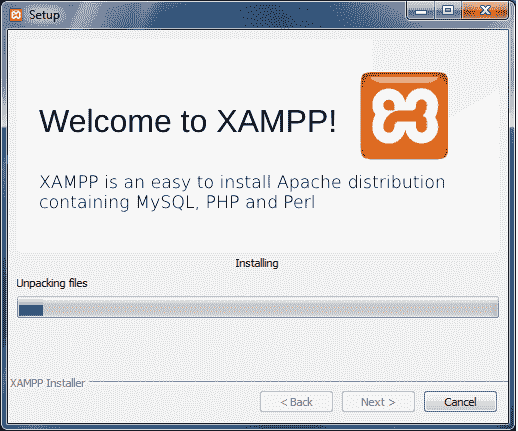 Setup
Welcome to XAMPP!
XAMPP is an easy to install Apache distribution
containing MySQL, PHP and Perl
Installing
Unpacking files
XAMPP Installer
< Back
Next >
Cancel